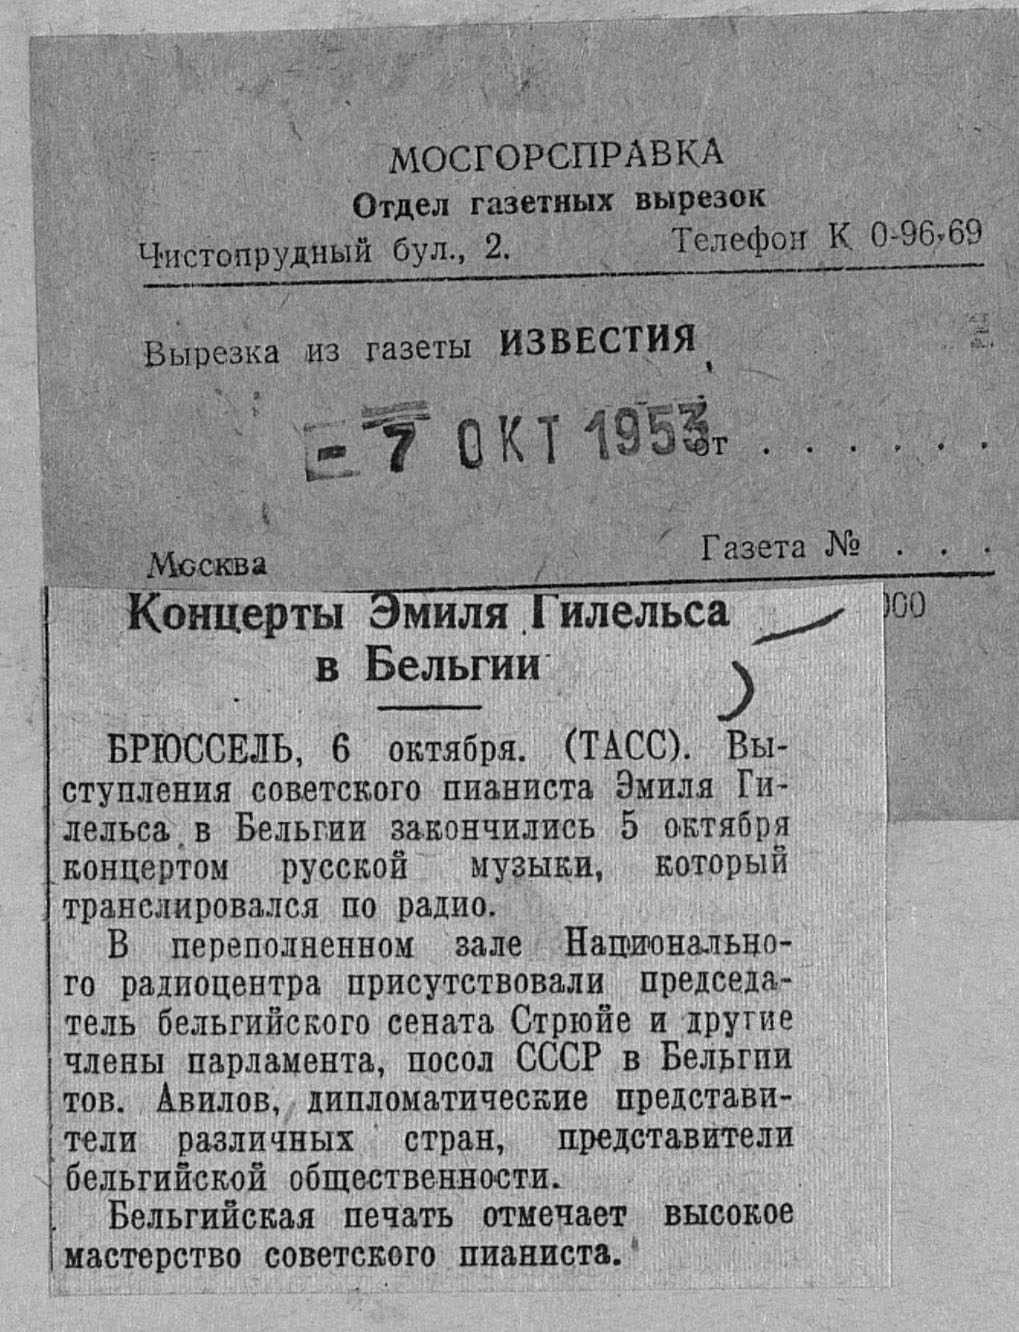 МОСГОРСПРАВКА
Отдел газетных вырезок
Чистопрудный бул., 2. Телефон К 0-96-69
Вырезка из газеты ИЗВЕСТИЯ
-7 ОКТ 1953 от . . . . . .
Москва Газета № . . .
000
Концерты Эмиля Гилельса
в Бельгии
БРЮССЕЛЬ, 6 октября. (ТАСС). Вы-
ступления советского пианиста Эмиля Ги-
лельса в Бельгии закончились 5 октября
концертом русской музыки, который
транслировался по радио.
В переполненном зале Национально-
го радиоцентра присутствовали председа-
тель бельгийского сената Стрюйе и другие
члены парламента, посол СССР в Бельгии
тов. Авилов, дипломатические представи-
тели различных стран, представители
бельгийской общественности.
Бельгийская печать отмечает высокое
мастерство советского пианиста.